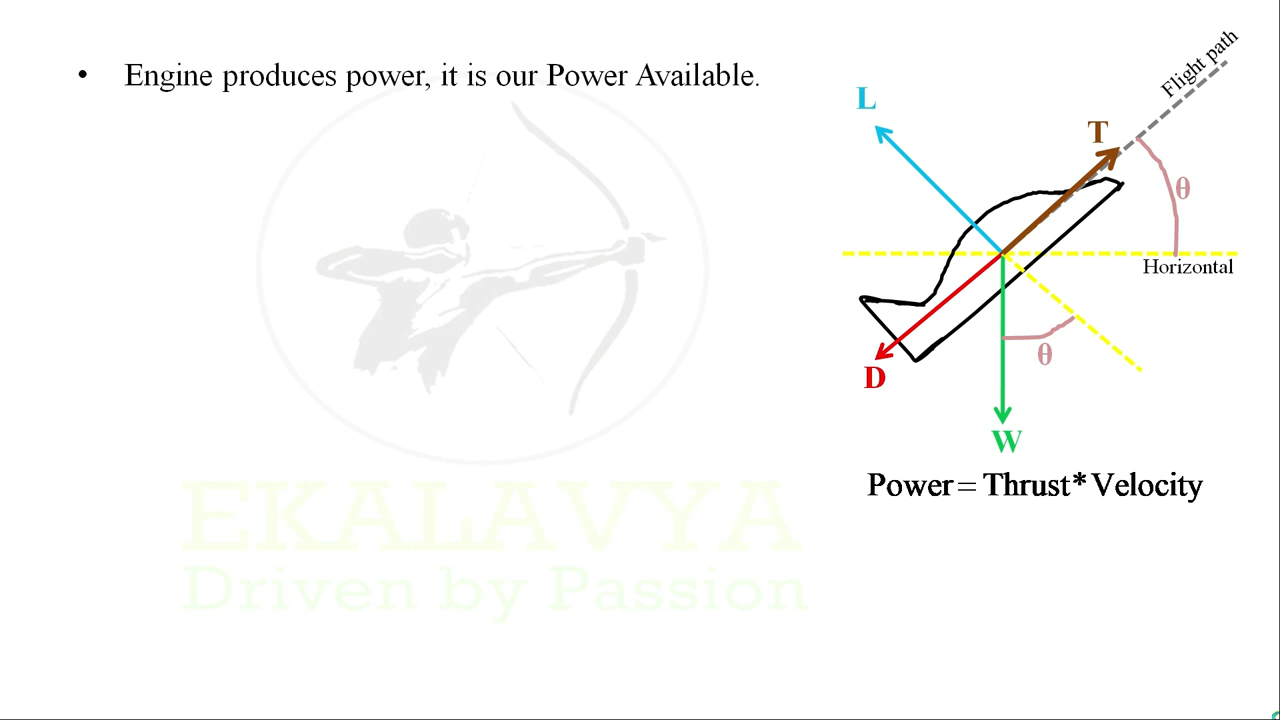 • Engine produces power, it is our Power Available.
Flight path
L
T
θ
Horizontal
θ
D
W
Power = Thrust* Velocity
EKALAVYA
Driven by Passion